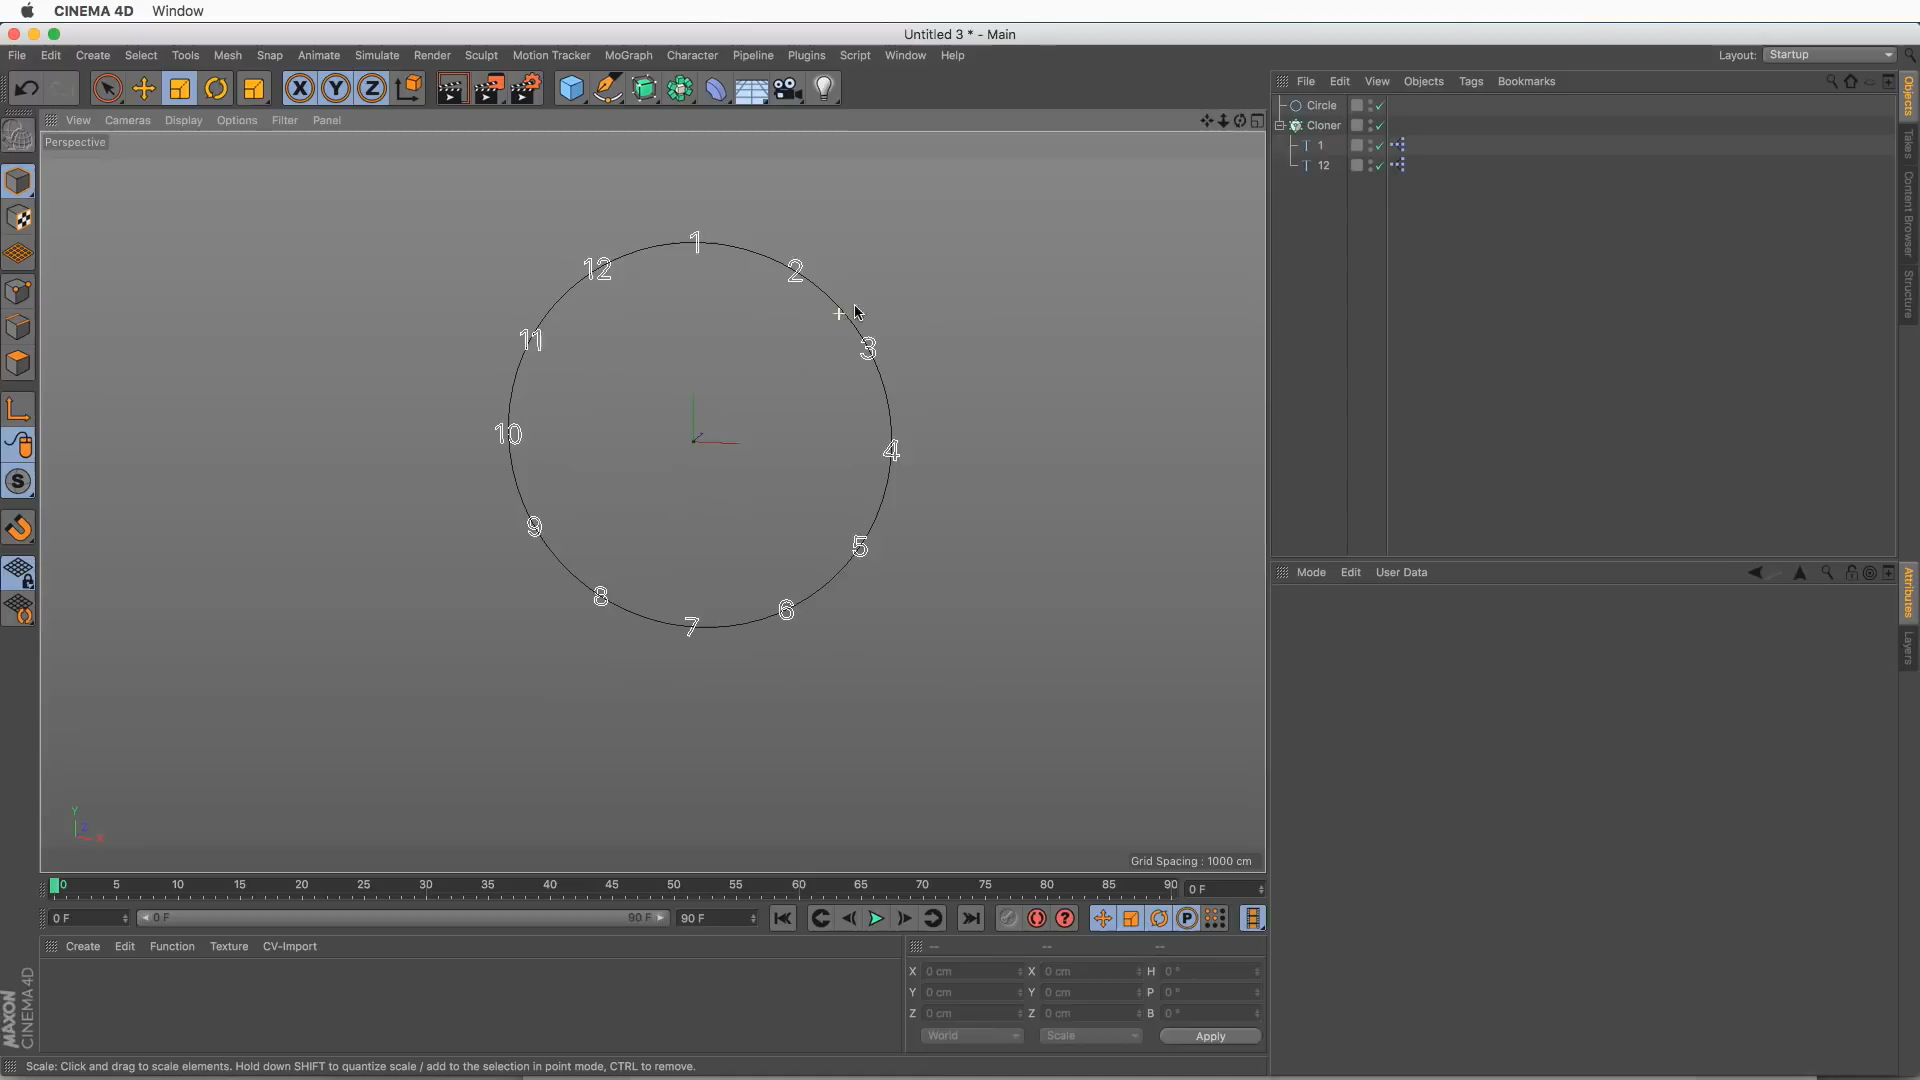 CINEMA 4D Window
Untitled 3 * - Main
File Edit Create Select Tools Mesh Snap Animate Simulate Render Sculpt Motion Tracker MoGraph Character Pipeline Plugins Script Window Help Layout: Startup
X Y Z
File Edit View Objects Tags Bookmarks
View Cameras Display Options Filter Panel
Perspective
Circle
Cloner
1
12
Objects
Takes
Content Browser
Structure
1
12 2
11 3
10 4
9 5
8 6
7
Mode Edit User Data
Attributes
Layers
S
Y
Z
X
Grid Spacing : 1000 cm
0 5 10 15 20 25 30 35 40 45 50 55 60 65 70 75 80 85 90 0 F
0 F 0 F 90 F 90 F ? P
Create Edit Function Texture CV-Import -- -- --
X 0 cm X 0 cm H 0 °
Y 0 cm Y 0 cm P 0 °
Z 0 cm Z 0 cm B 0 °
World Scale Apply
MAXON
CINEMA 4D
Scale: Click and drag to scale elements. Hold down SHIFT to quantize scale / add to the selection in point mode, CTRL to remove.